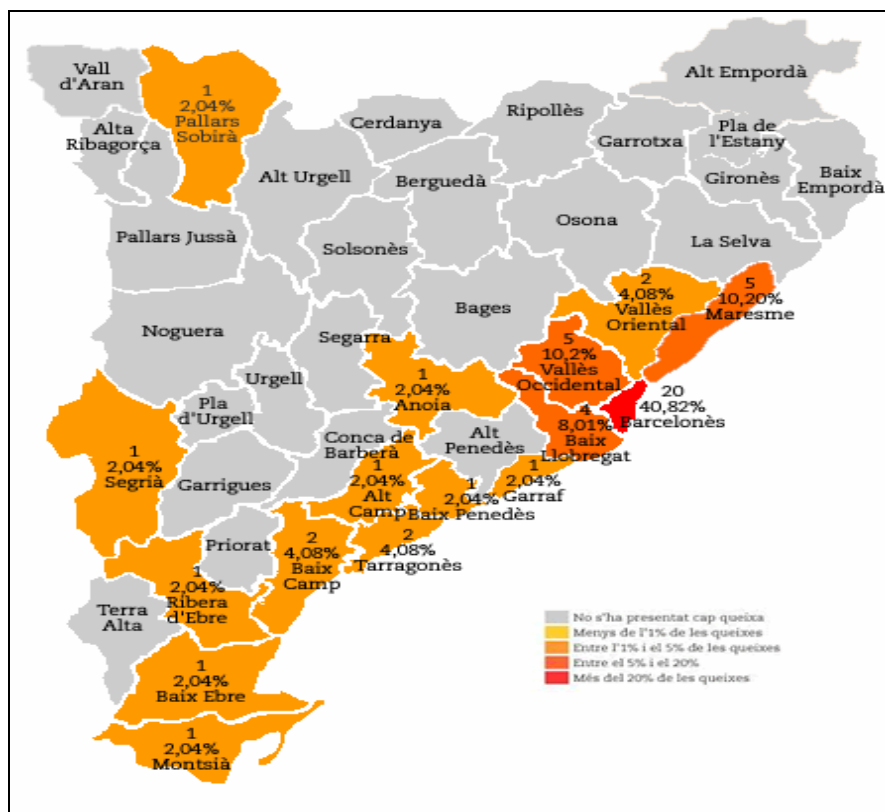 Vall
d'Aran
1
2,04%
Pallars
Sobirà
Alta
Ribagorça
Cerdanya
Ripollès
Alt Empordà
Garrotxa
Pla de
l'Estany
Gironès
Baix
Empordà
Alt Urgell
Berguedà
Osona
La Selva
Pallars Jussà
Solsonès
Bages
2
4,08%
Vallès
Oriental
5
10,20%
Maresme
Noguera
Segarra
5
10,2%
Vallès
Occidental
Urgell
1
2,04%
Anoia
20
40,82%
Barcelonès
Pla
d'Urgell
4
8,01%
Baix
Llobregat
Conca de
Barberà
Alt
Penedès
1
2,04%
Segrià
Garrigues
1
2,04%
Alt
Camp
1
2,04%
Baix Penedès
1
2,04%
Garraf
Priorat
2
4,08%
Baix
Camp
2
4,08%
Tarragonès
1
2,04%
Ribera
d'Ebre
Terra
Alta
1
2,04%
Baix Ebre
1
2,04%
Montsià
No s'ha presentat cap queixa
Menys de l'1% de les queixes
Entre l'1% i el 5% de les queixes
Entre el 5% i el 20%
Més del 20% de les queixes